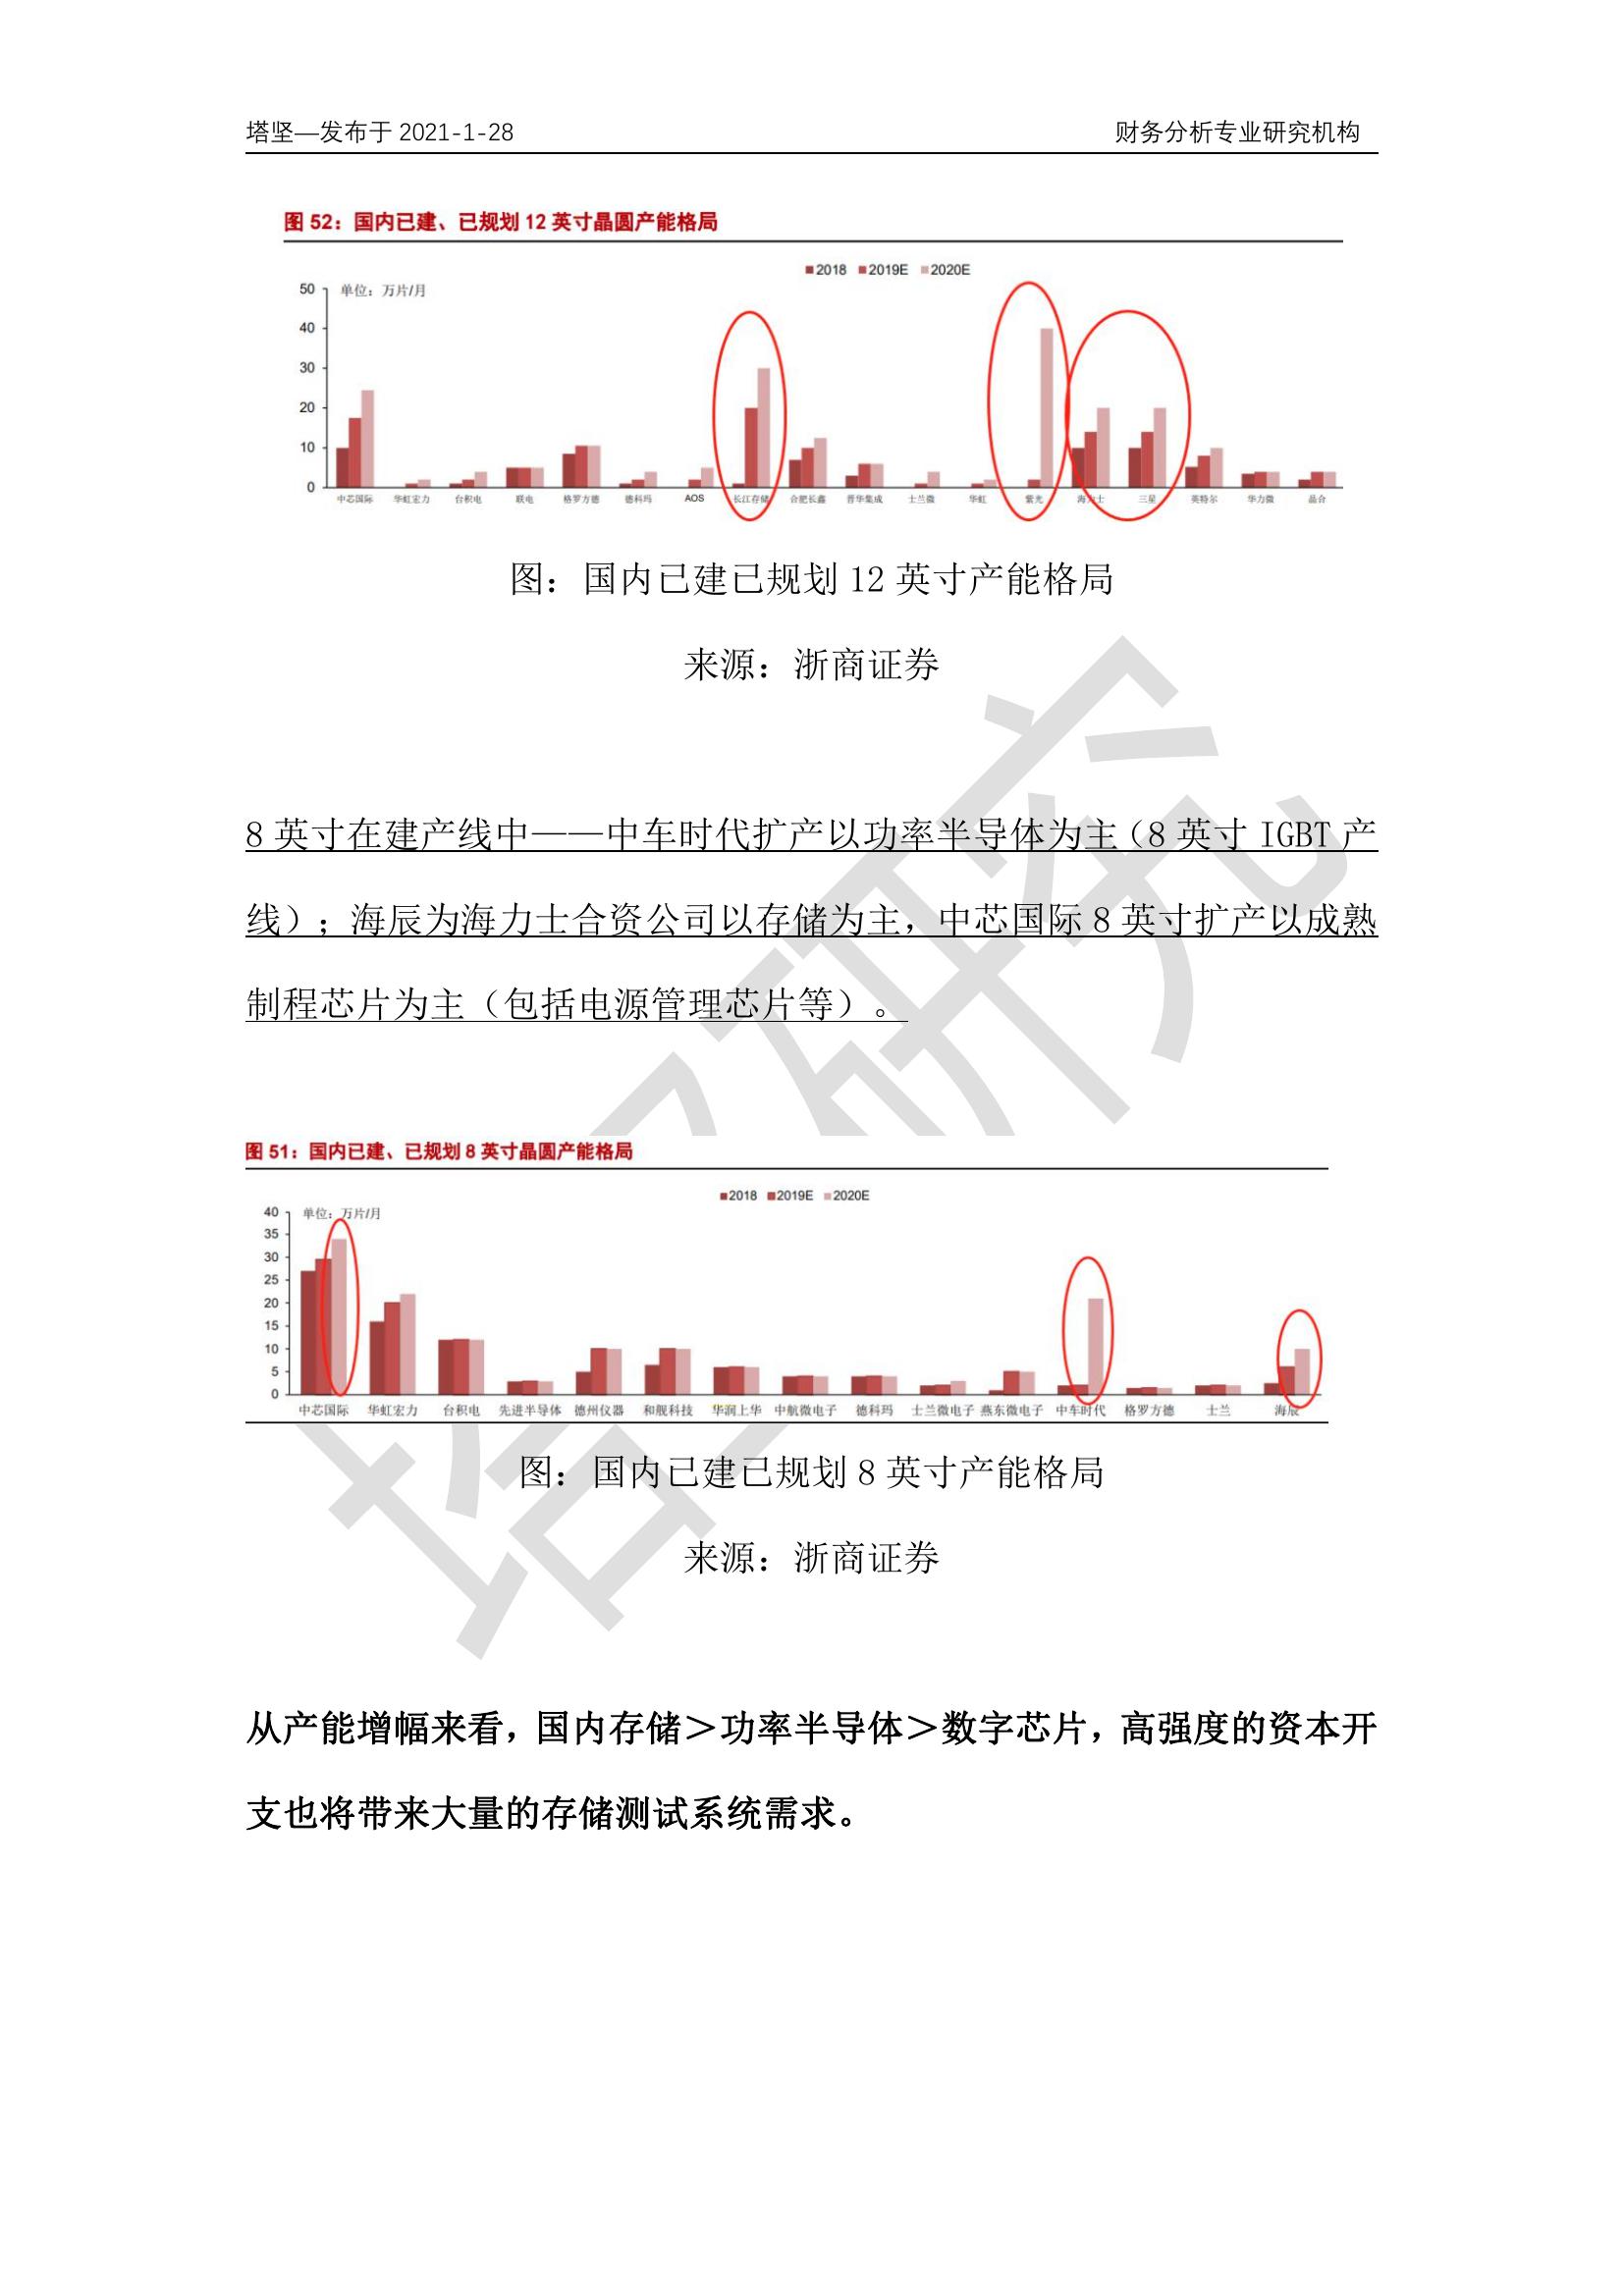 塔坚—发布于 2021-1-28 财务分析专业研究机构
图 52：国内已建、已规划 12 英寸晶圆产能格局
■2018 ■2019E ■2020E
单位：万片/月
50
40
30
20
10
0
中芯国际 华虹宏力 台积电 联电 格罗方德 德科玛 AOS 长江存储 合肥长鑫 晋华集成 士兰微 华虹 紫光 海力士 三星 英特尔 华力微 晶合
图：国内已建已规划 12 英寸产能格局
来源：浙商证券
8 英寸在建产线中——中车时代扩产以功率半导体为主（8 英寸 IGBT 产
线）；海辰为海力士合资公司以存储为主，中芯国际 8 英寸扩产以成熟
制程芯片为主（包括电源管理芯片等）。
图 51：国内已建、已规划 8 英寸晶圆产能格局
■2018 ■2019E ■2020E
单位：万片/月
40
35
30
25
20
15
10
5
0
中芯国际 华虹宏力 台积电 先进半导体 德州仪器 和舰科技 华润上华 中航微电子 德科玛 士兰微电子 燕东微电子 中车时代 格罗方德 士兰 海辰
图：国内已建已规划 8 英寸产能格局
来源：浙商证券
从产能增幅来看，国内存储＞功率半导体＞数字芯片，高强度的资本开
支也将带来大量的存储测试系统需求。